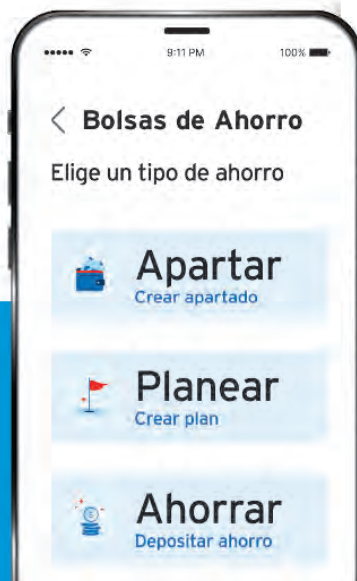 9:11 PM
100%
Bolsas de Ahorro
Elige un tipo de ahorro
Apartar
Crear apartado
Planear
Crear plan
Ahorrar
Depositar ahorro